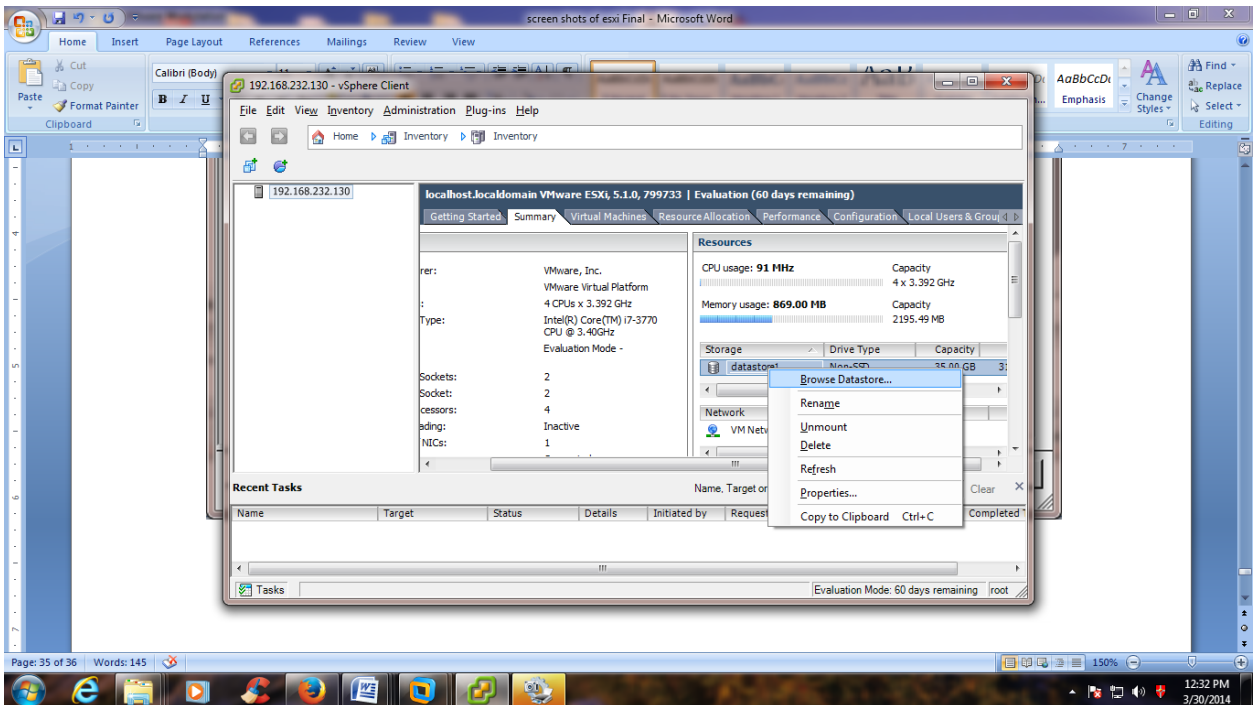 screen shots of esxi Final - Microsoft Word
Home Insert Page Layout References Mailings Review View
Cut
Copy
Paste
Format Painter
Clipboard
Calibri (Body)
B I U
AaBbCcDc
Emphasis
Change Styles
Find
Replace
Select
Editing
192.168.232.130 - vSphere Client
File Edit View Inventory Administration Plug-ins Help
Home Inventory Inventory
192.168.232.130
localhost.localdomain VMware ESXi, 5.1.0, 799733 | Evaluation (60 days remaining)
Getting Started Summary Virtual Machines Resource Allocation Performance Configuration Local Users & Grou
rer: VMware, Inc.
VMware Virtual Platform
: 4 CPUs x 3.392 GHz
Type: Intel(R) Core(TM) i7-3770
CPU @ 3.40GHz
Evaluation Mode -
Sockets: 2
Socket: 2
cessors: 4
ading: Inactive
NICs: 1
Resources
CPU usage: 91 MHz Capacity
4 x 3.392 GHz
Memory usage: 869.00 MB Capacity
2195.49 MB
Storage Drive Type Capacity
datastore1 Non-SSD 35.00 GB 3
Network
VM Netw
Browse Datastore...
Rename
Unmount
Delete
Refresh
Properties...
Copy to Clipboard Ctrl+C
Recent Tasks
Name, Target or
Clear
Name Target Status Details Initiated by Request Completed T
Tasks
Evaluation Mode: 60 days remaining root
Page: 35 of 36 Words: 145
150%
12:32 PM
3/30/2014